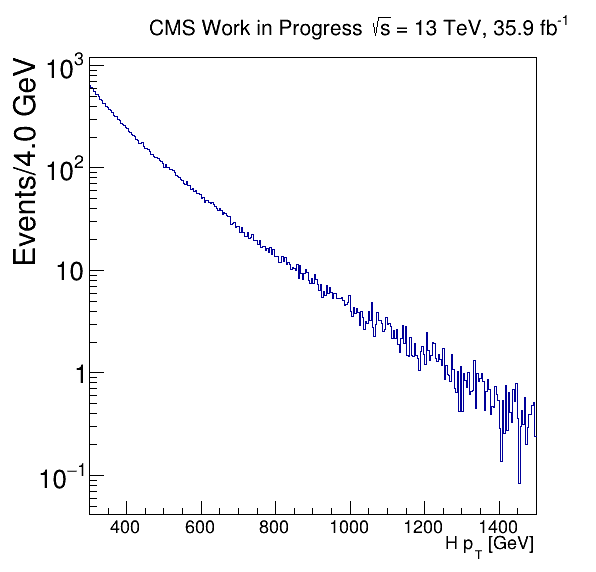 CMS Work in Progress √s = 13 TeV, 35.9 fb⁻¹
Events/4.0 GeV
10³
10²
10
1
10⁻¹
400 600 800 1000 1200 1400
H p_T [GeV]